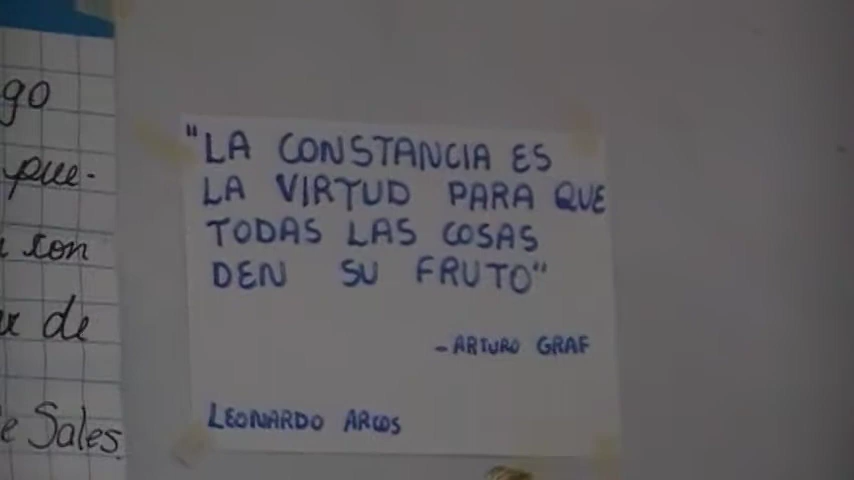 go
pue-
con
de
e Sales
"LA CONSTANCIA ES
LA VIRTUD PARA QUE
TODAS LAS COSAS
DEN SU FRUTO"
-ARTURO GRAF
LEONARDO ARCOS